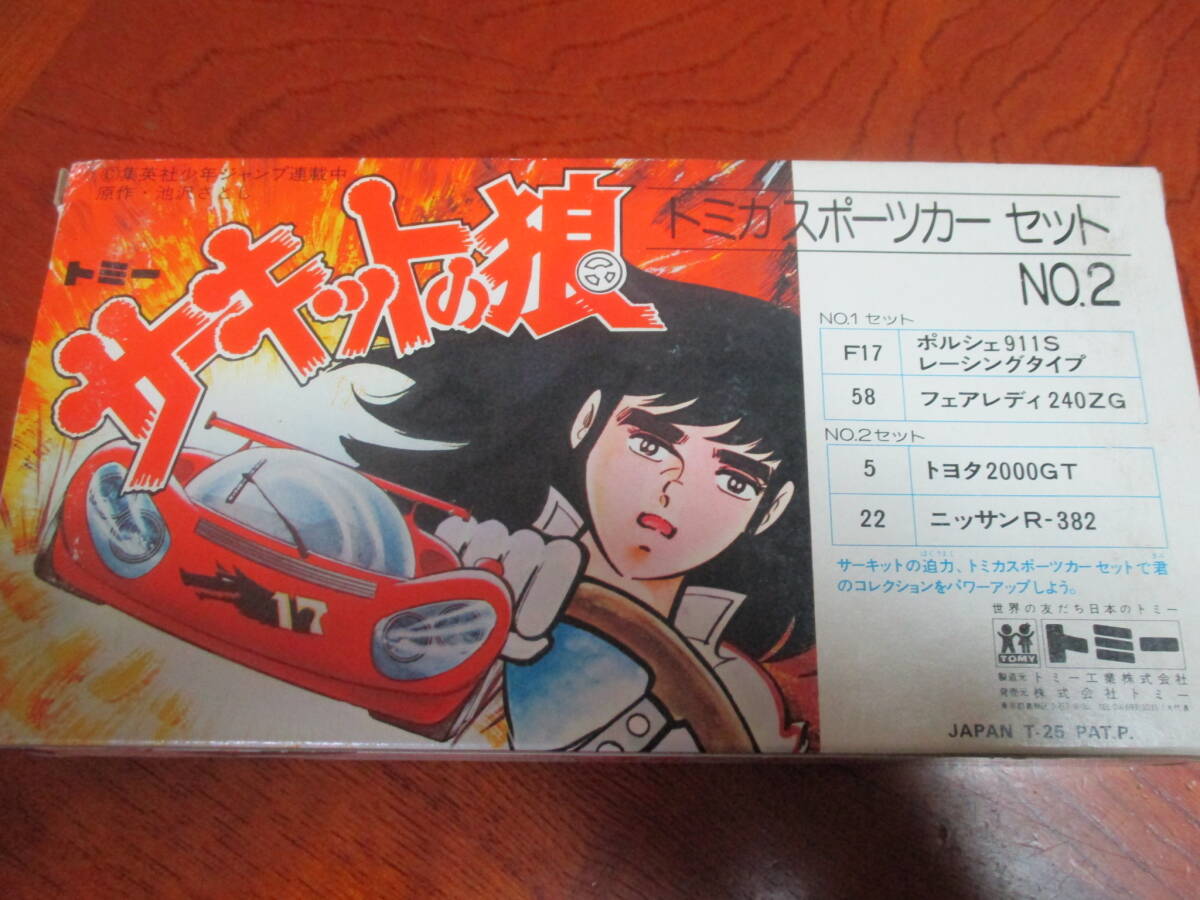 ©集英社少年ジャンプ連載中
原作・池沢さとし
トミー
サーキットの狼
17
トミカスポーツカー セット
NO.2
NO.1 セット
F17 ポルシェ911S
レーシングタイプ
58 フェアレディ240ZG
NO.2セット
5 トヨタ2000GT
22 ニッサンR-382
はくりょく きみ
サーキットの迫力、トミカスポーツカー セットで君
のコレクションをパワーアップしよう。
世界の友だち日本のトミー
TOMY トミー
製造元 トミー工業株式会社
発売元 株式会社トミー
JAPAN T-25 PAT.P.